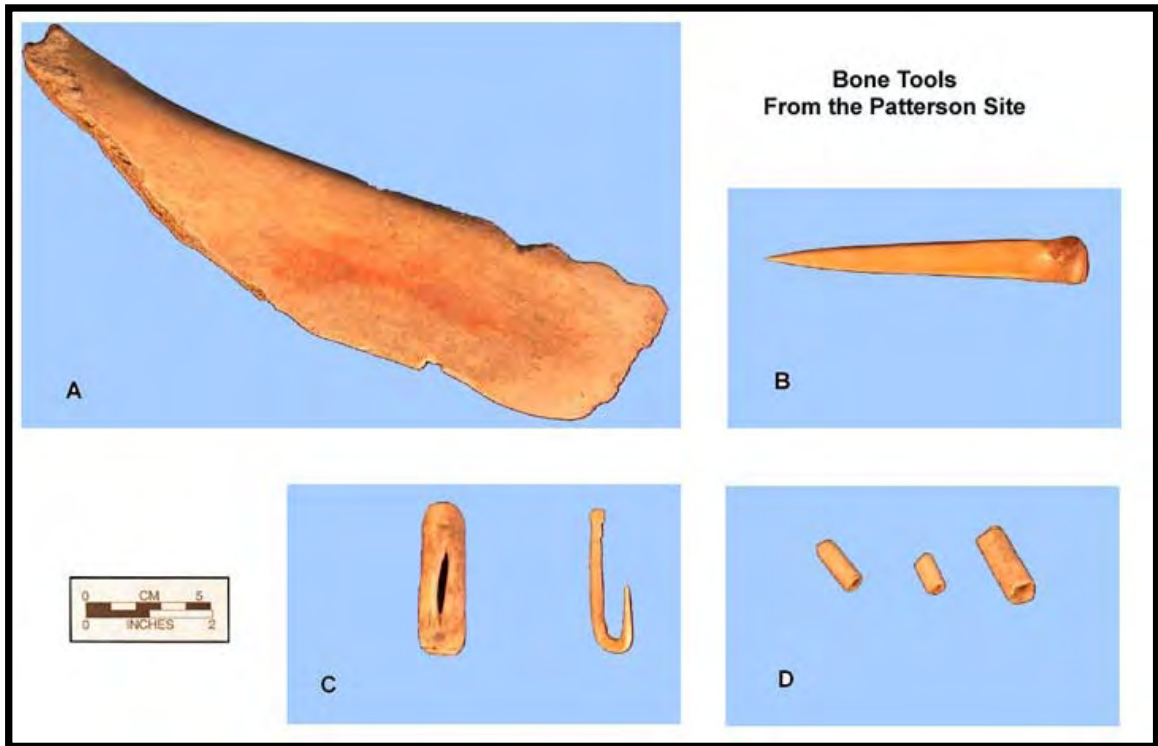 Bone Tools
From the Patterson Site
A
B
0 CM 5
0 INCHES 2
C
D